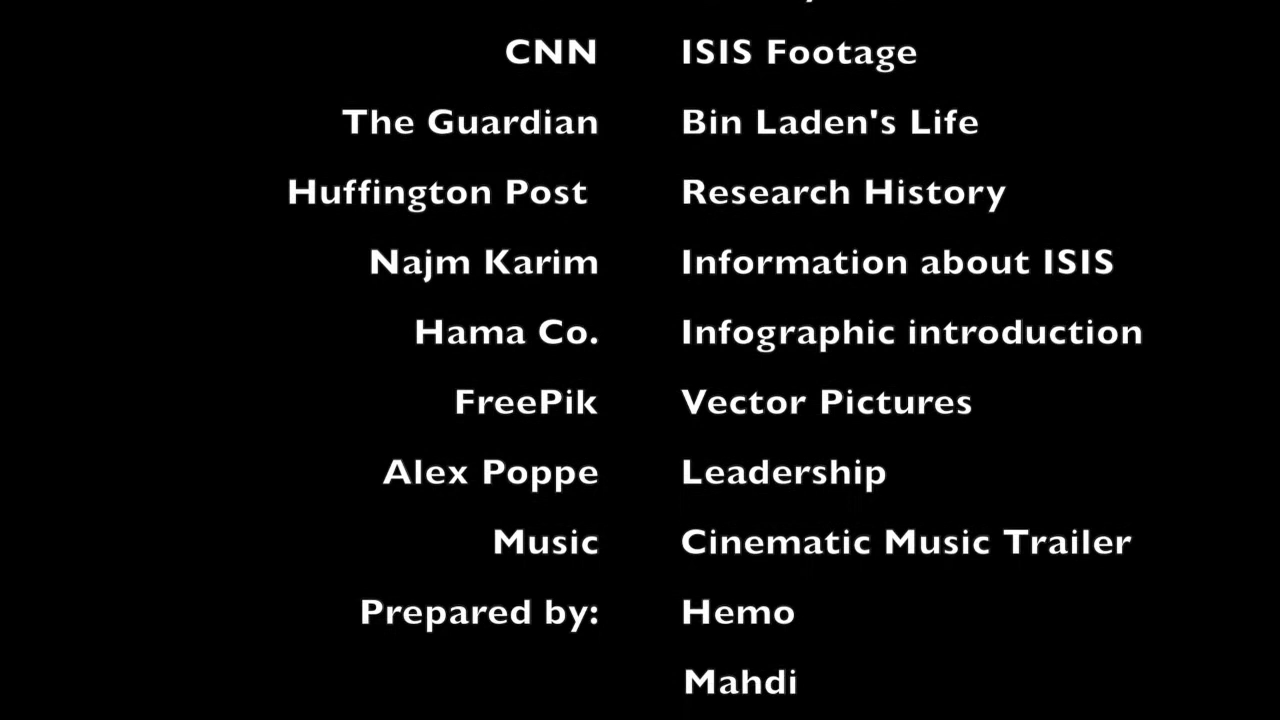 CNN ISIS Footage
The Guardian Bin Laden's Life
Huffington Post Research History
Najm Karim Information about ISIS
Hama Co. Infographic introduction
FreePik Vector Pictures
Alex Poppe Leadership
Music Cinematic Music Trailer
Prepared by: Hemo
Mahdi